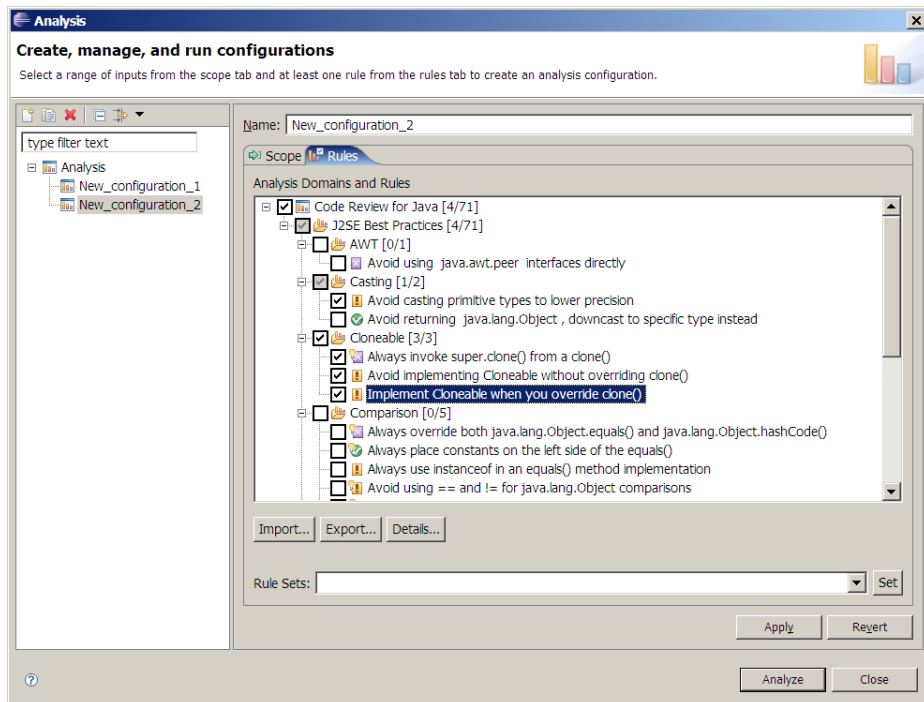 Analysis
Create, manage, and run configurations
Select a range of inputs from the scope tab and at least one rule from the rules tab to create an analysis configuration.
type filter text
Analysis
New_configuration_1
New_configuration_2
Name: New_configuration_2
Scope Rules
Analysis Domains and Rules
Code Review for Java [4/71]
J2SE Best Practices [4/71]
AWT [0/1]
Avoid using java.awt.peer interfaces directly
Casting [1/2]
Avoid casting primitive types to lower precision
Avoid returning java.lang.Object , downcast to specific type instead
Cloneable [3/3]
Always invoke super.clone() from a clone()
Avoid implementing Cloneable without overriding clone()
Implement Cloneable when you override clone()
Comparison [0/5]
Always override both java.lang.Object.equals() and java.lang.Object.hashCode()
Always place constants on the left side of the equals()
Always use instanceof in an equals() method implementation
Avoid using == and != for java.lang.Object comparisons
Import... Export... Details...
Rule Sets: Set
Apply Revert
Analyze Close